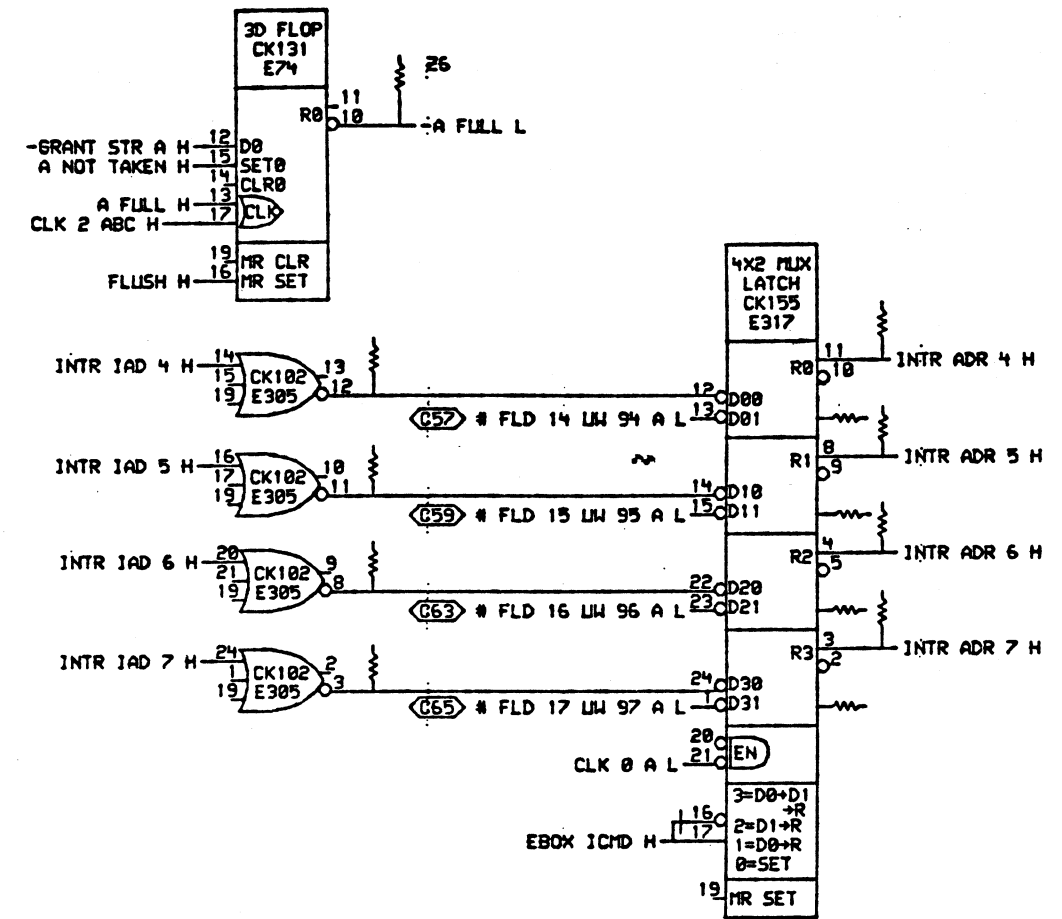 3D FLOP
CK131
E74
26
R0
11
10
-A FULL L
-GRANT STR A H
12
D0
A NOT TAKEN H
15
SET0
14
CLR0
A FULL H
13
CLK
CLK 2 ABC H
17
19
MR CLR
FLUSH H
16
MR SET
4X2 MUX
LATCH
CK155
E317
INTR IAD 4 H
14
15
19
CK102
E305
13
12
12
D00
C57 # FLD 14 UW 94 A L
13
D01
R0
11
10
INTR ADR 4 H
INTR IAD 5 H
16
17
19
CK102
E305
10
11
14
D10
C59 # FLD 15 UW 95 A L
15
D11
R1
8
9
INTR ADR 5 H
INTR IAD 6 H
20
21
19
CK102
E305
9
8
22
D20
C63 # FLD 16 UW 96 A L
23
D21
R2
4
5
INTR ADR 6 H
INTR IAD 7 H
24
1
19
CK102
E305
2
3
24
D30
C65 # FLD 17 UW 97 A L
1
D31
R3
3
2
INTR ADR 7 H
20
CLK 0 A L
21
EN
EBOX ICMD H
16
17
3=D0+D1
→R
2=D1→R
1=D0→R
0=SET
19
MR SET